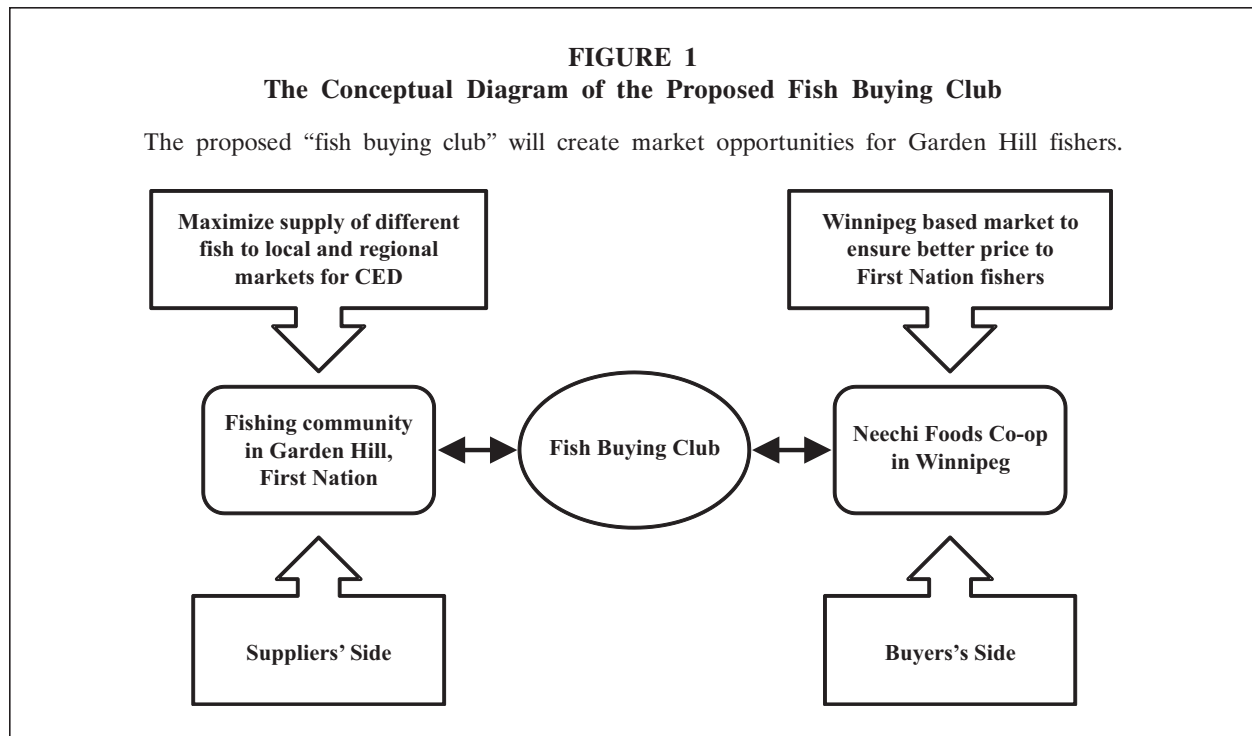 FIGURE 1
The Conceptual Diagram of the Proposed Fish Buying Club
The proposed “fish buying club” will create market opportunities for Garden Hill fishers.
Maximize supply of different
fish to local and regional
markets for CED
Winnipeg based market to
ensure better price to
First Nation fishers
Fishing community
in Garden Hill,
First Nation
Fish Buying Club
Neechi Foods Co-op
in Winnipeg
Suppliers’ Side
Buyers’s Side